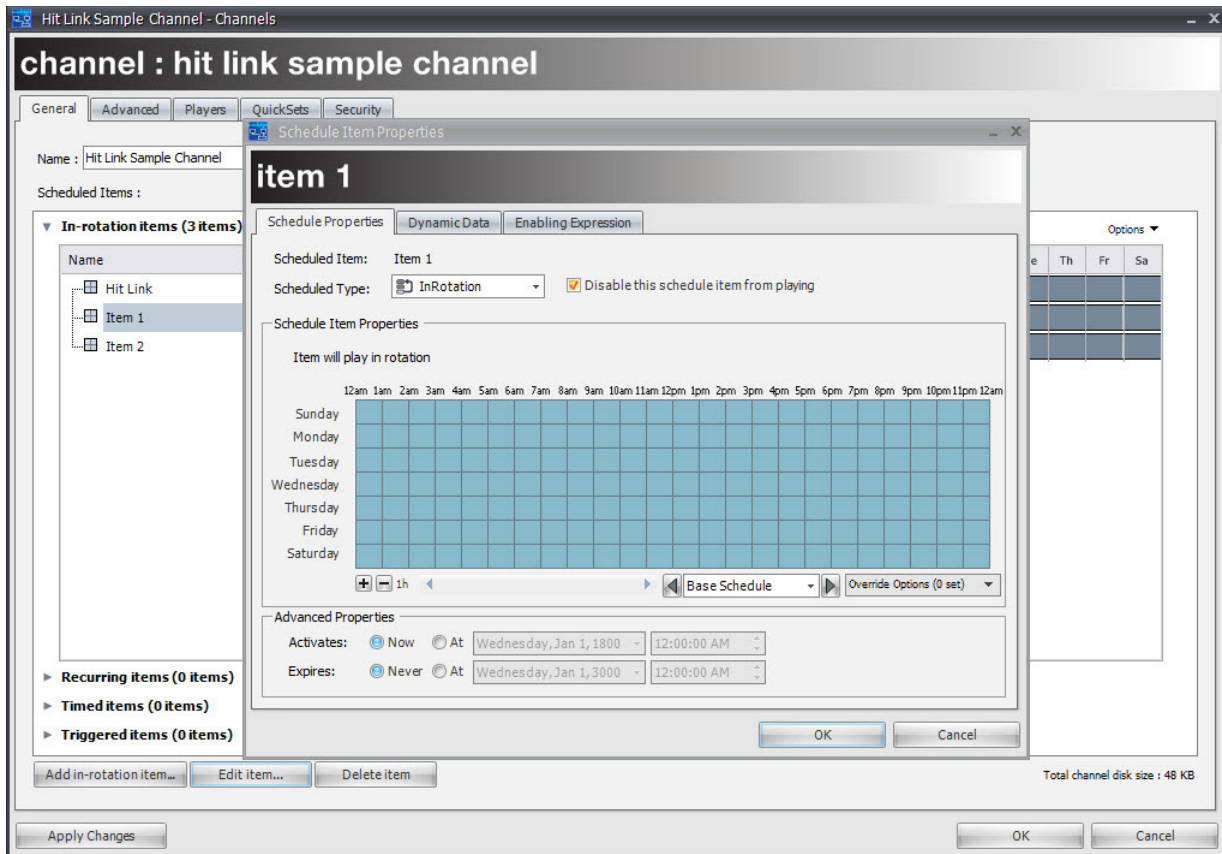 Hit Link Sample Channel - Channels
channel : hit link sample channel
General Advanced Players QuickSets Security
Name : Hit Link Sample Channel
Scheduled Items :
In-rotation items (3 items)
Options
Name
Th Fr Sa
Hit Link
Item 1
Item 2
Recurring items (0 items)
Timed items (0 items)
Triggered items (0 items)
Add in-rotation item... Edit item... Delete item
Total channel disk size : 48 KB
Apply Changes
OK Cancel
Schedule Item Properties
item 1
Schedule Properties Dynamic Data Enabling Expression
Scheduled Item: Item 1
Scheduled Type: InRotation Disable this schedule item from playing
Schedule Item Properties
Item will play in rotation
12am 1am 2am 3am 4am 5am 6am 7am 8am 9am 10am 11am 12pm 1pm 2pm 3pm 4pm 5pm 6pm 7pm 8pm 9pm 10pm 11pm 12am
Sunday
Monday
Tuesday
Wednesday
Thursday
Friday
Saturday
1h Base Schedule Override Options (0 set)
Advanced Properties
Activates: Now At Wednesday, Jan 1, 1800 12:00:00 AM
Expires: Never At Wednesday, Jan 1, 3000 12:00:00 AM
OK Cancel